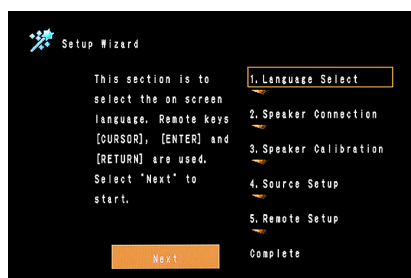 Setup Wizard
This section is to
select the on screen
language. Remote keys
[CURSOR], [ENTER] and
[RETURN] are used.
Select "Next" to
start.
Next
1. Language Select
2. Speaker Connection
3. Speaker Calibration
4. Source Setup
5. Remote Setup
Complete